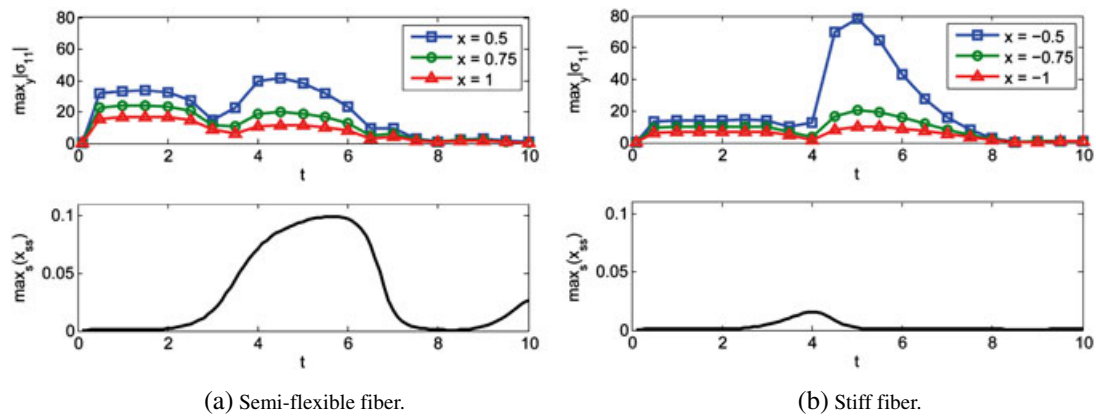 80
60
40
20
0
max_y|σ_11|
x = 0.5
x = 0.75
x = 1
0 2 4 6 8 10
t
0.1
0.05
0
max_s(x_ss)
0 2 4 6 8 10
t
(a) Semi-flexible fiber.
80
60
40
20
0
max_y|σ_11|
x = −0.5
x = −0.75
x = −1
0 2 4 6 8 10
t
0.1
0.05
0
max_s(x_ss)
0 2 4 6 8 10
t
(b) Stiff fiber.